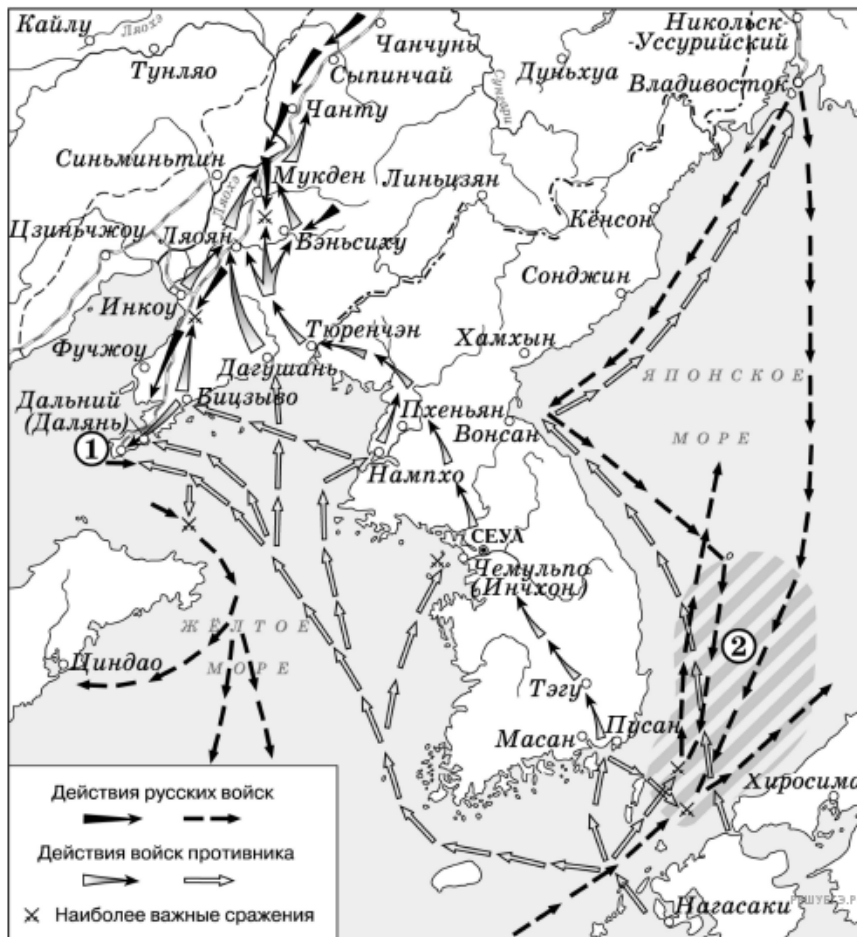 Кайлу
Ляохэ
Тунляо
Чанчунь
Сыпинчай
Чанту
Сунгари
Дуньхуа
Никольск-
-Уссурийский
Владивосток
Синьминьтин
Ляохэ
Мукден
Линьцзян
Кёнсон
Цзиньчжоу
Ляоян
Бэньсиху
Сонджин
Инкоу
Тюренчэн
Хамхын
Фучжоу
Дагушань
ЯПОНСКОЕ
МОРЕ
Дальний
(Далянь)
Бицзыво
Пхеньян
Вонсан
1
Нампхо
СЕУЛ
Чемульпо
(Инчхон)
ЖЁЛТОЕ
МОРЕ
Циндао
2
Тэгу
Масан
Пусан
Хиросима
Нагасаки
Действия русских войск
Действия войск противника
Наиболее важные сражения